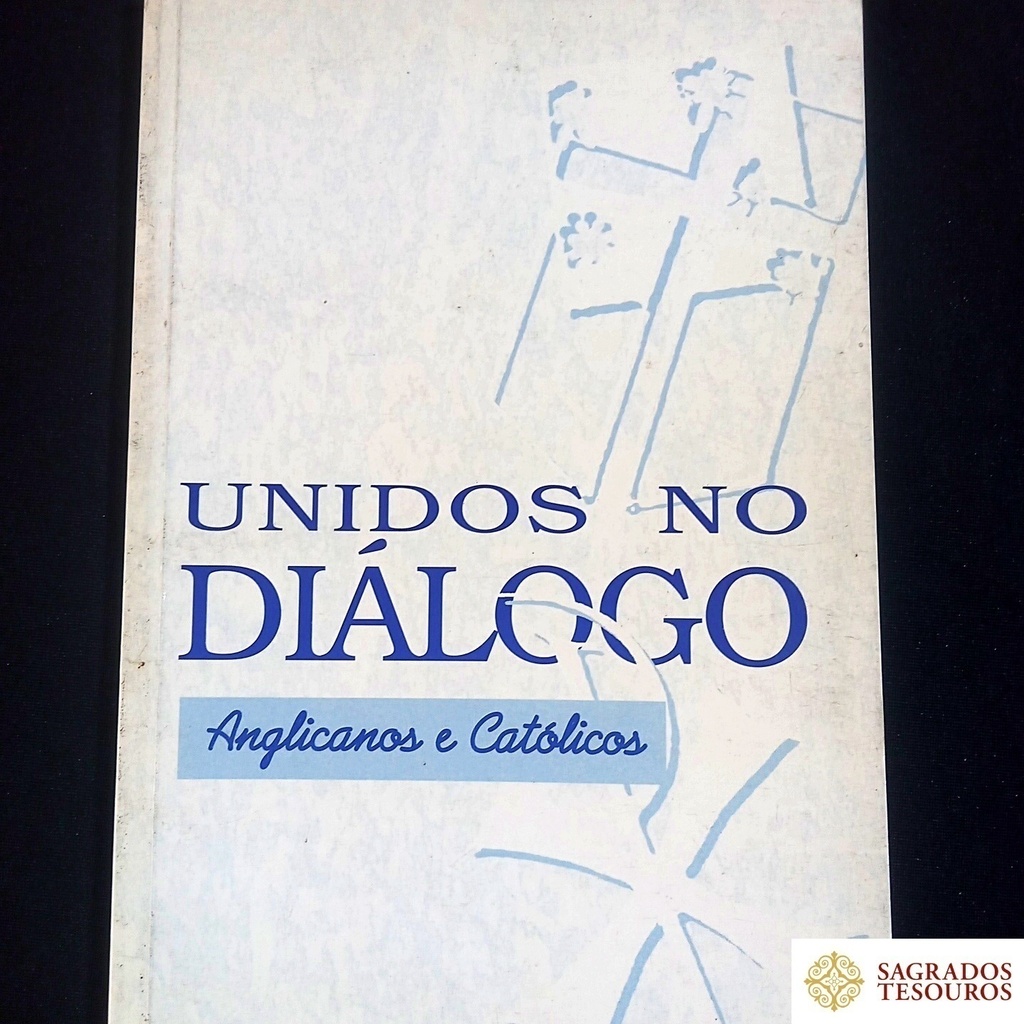 UNIDOS NO
DIÁLOGO
Anglicanos e Católicos
SAGRADOS
TESOUROS